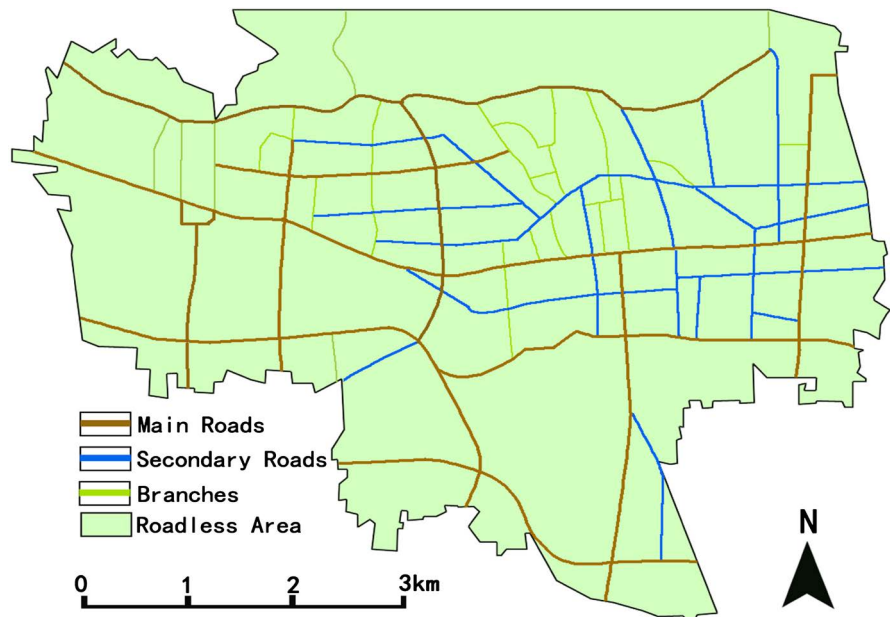 Main Roads
Secondary Roads
Branches
Roadless Area
N
0 1 2 3km